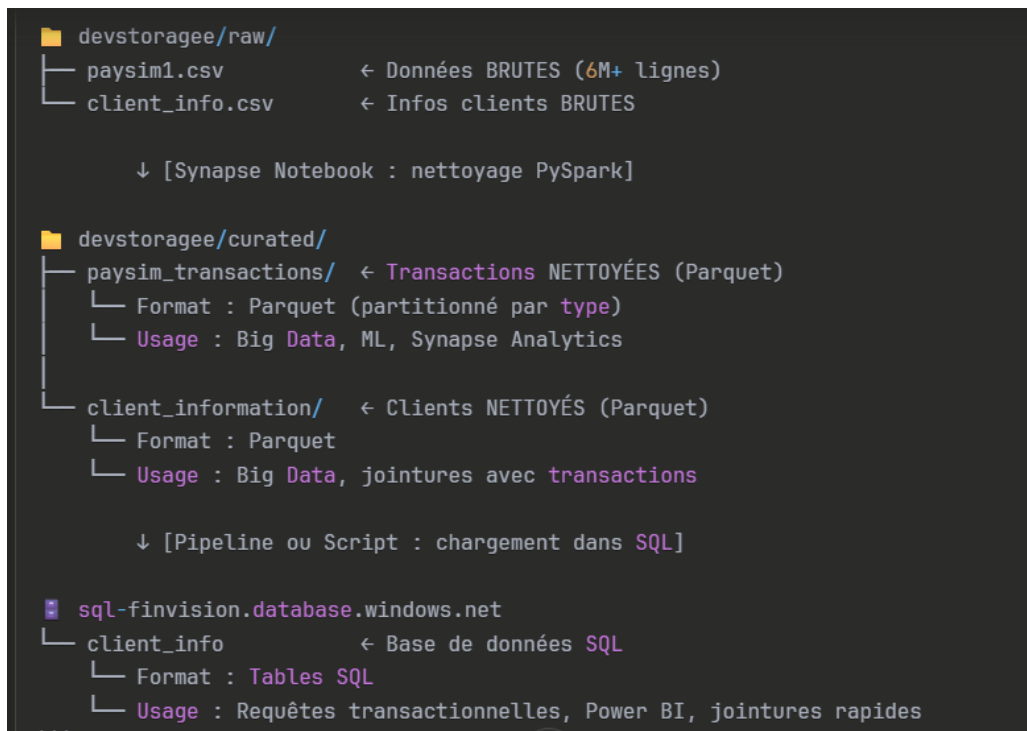 devstoragee/raw/
├── paysim1.csv ← Données BRUTES (6M+ lignes)
└── client_info.csv ← Infos clients BRUTES
↓ [Synapse Notebook : nettoyage PySpark]
devstoragee/curated/
├── paysim_transactions/ ← Transactions NETTOYÉES (Parquet)
│ └── Format : Parquet (partitionné par type)
│ └── Usage : Big Data, ML, Synapse Analytics
│
└── client_information/ ← Clients NETTOYÉS (Parquet)
└── Format : Parquet
└── Usage : Big Data, jointures avec transactions
↓ [Pipeline ou Script : chargement dans SQL]
sql-finvision.database.windows.net
└── client_info ← Base de données SQL
└── Format : Tables SQL
└── Usage : Requêtes transactionnelles, Power BI, jointures rapides